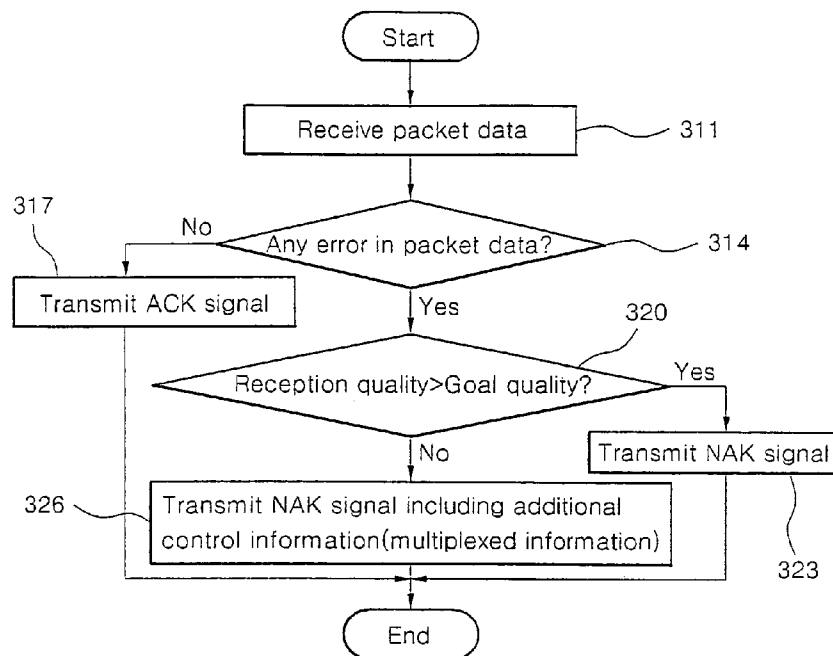 Start
Receive packet data
311
317
No
Any error in packet data?
314
Transmit ACK signal
Yes
320
Reception quality>Goal quality?
Yes
No
Transmit NAK signal
326
Transmit NAK signal including additional
control information(multiplexed information)
323
End